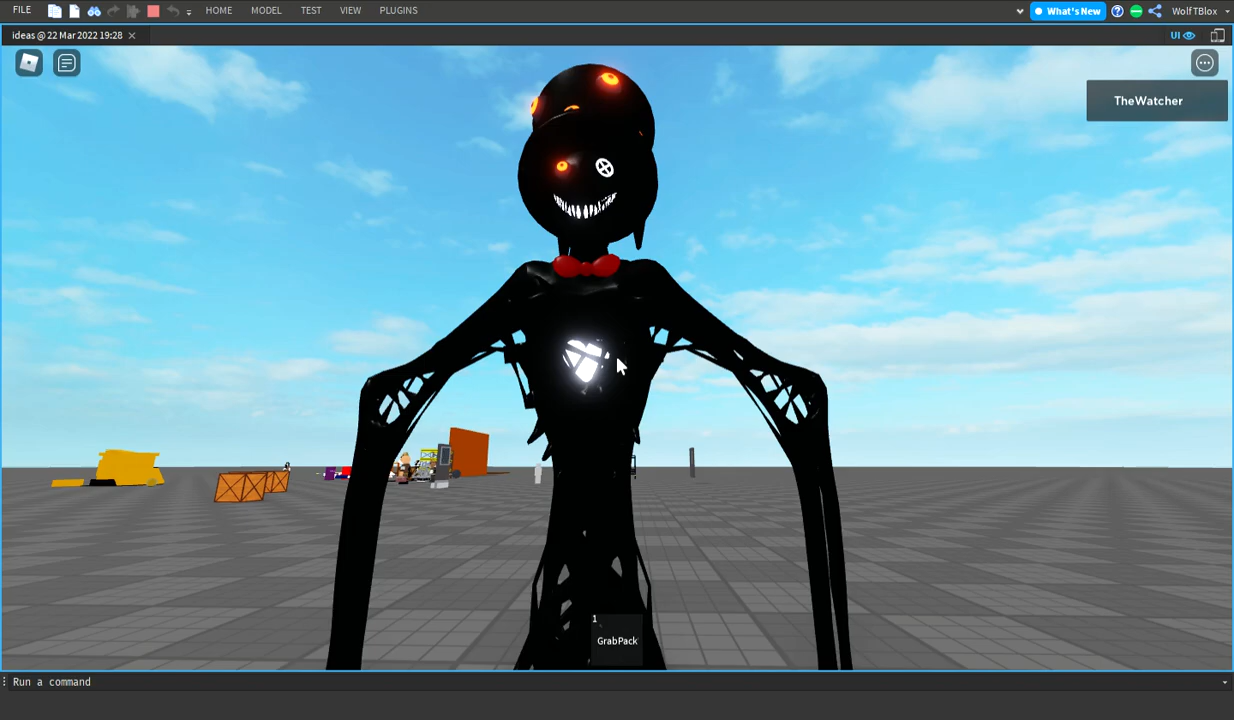 FILE
HOME MODEL TEST VIEW PLUGINS
What's New
WolfTBlox
ideas @ 22 Mar 2022 19:28
UI
TheWatcher
1
GrabPack
Run a command